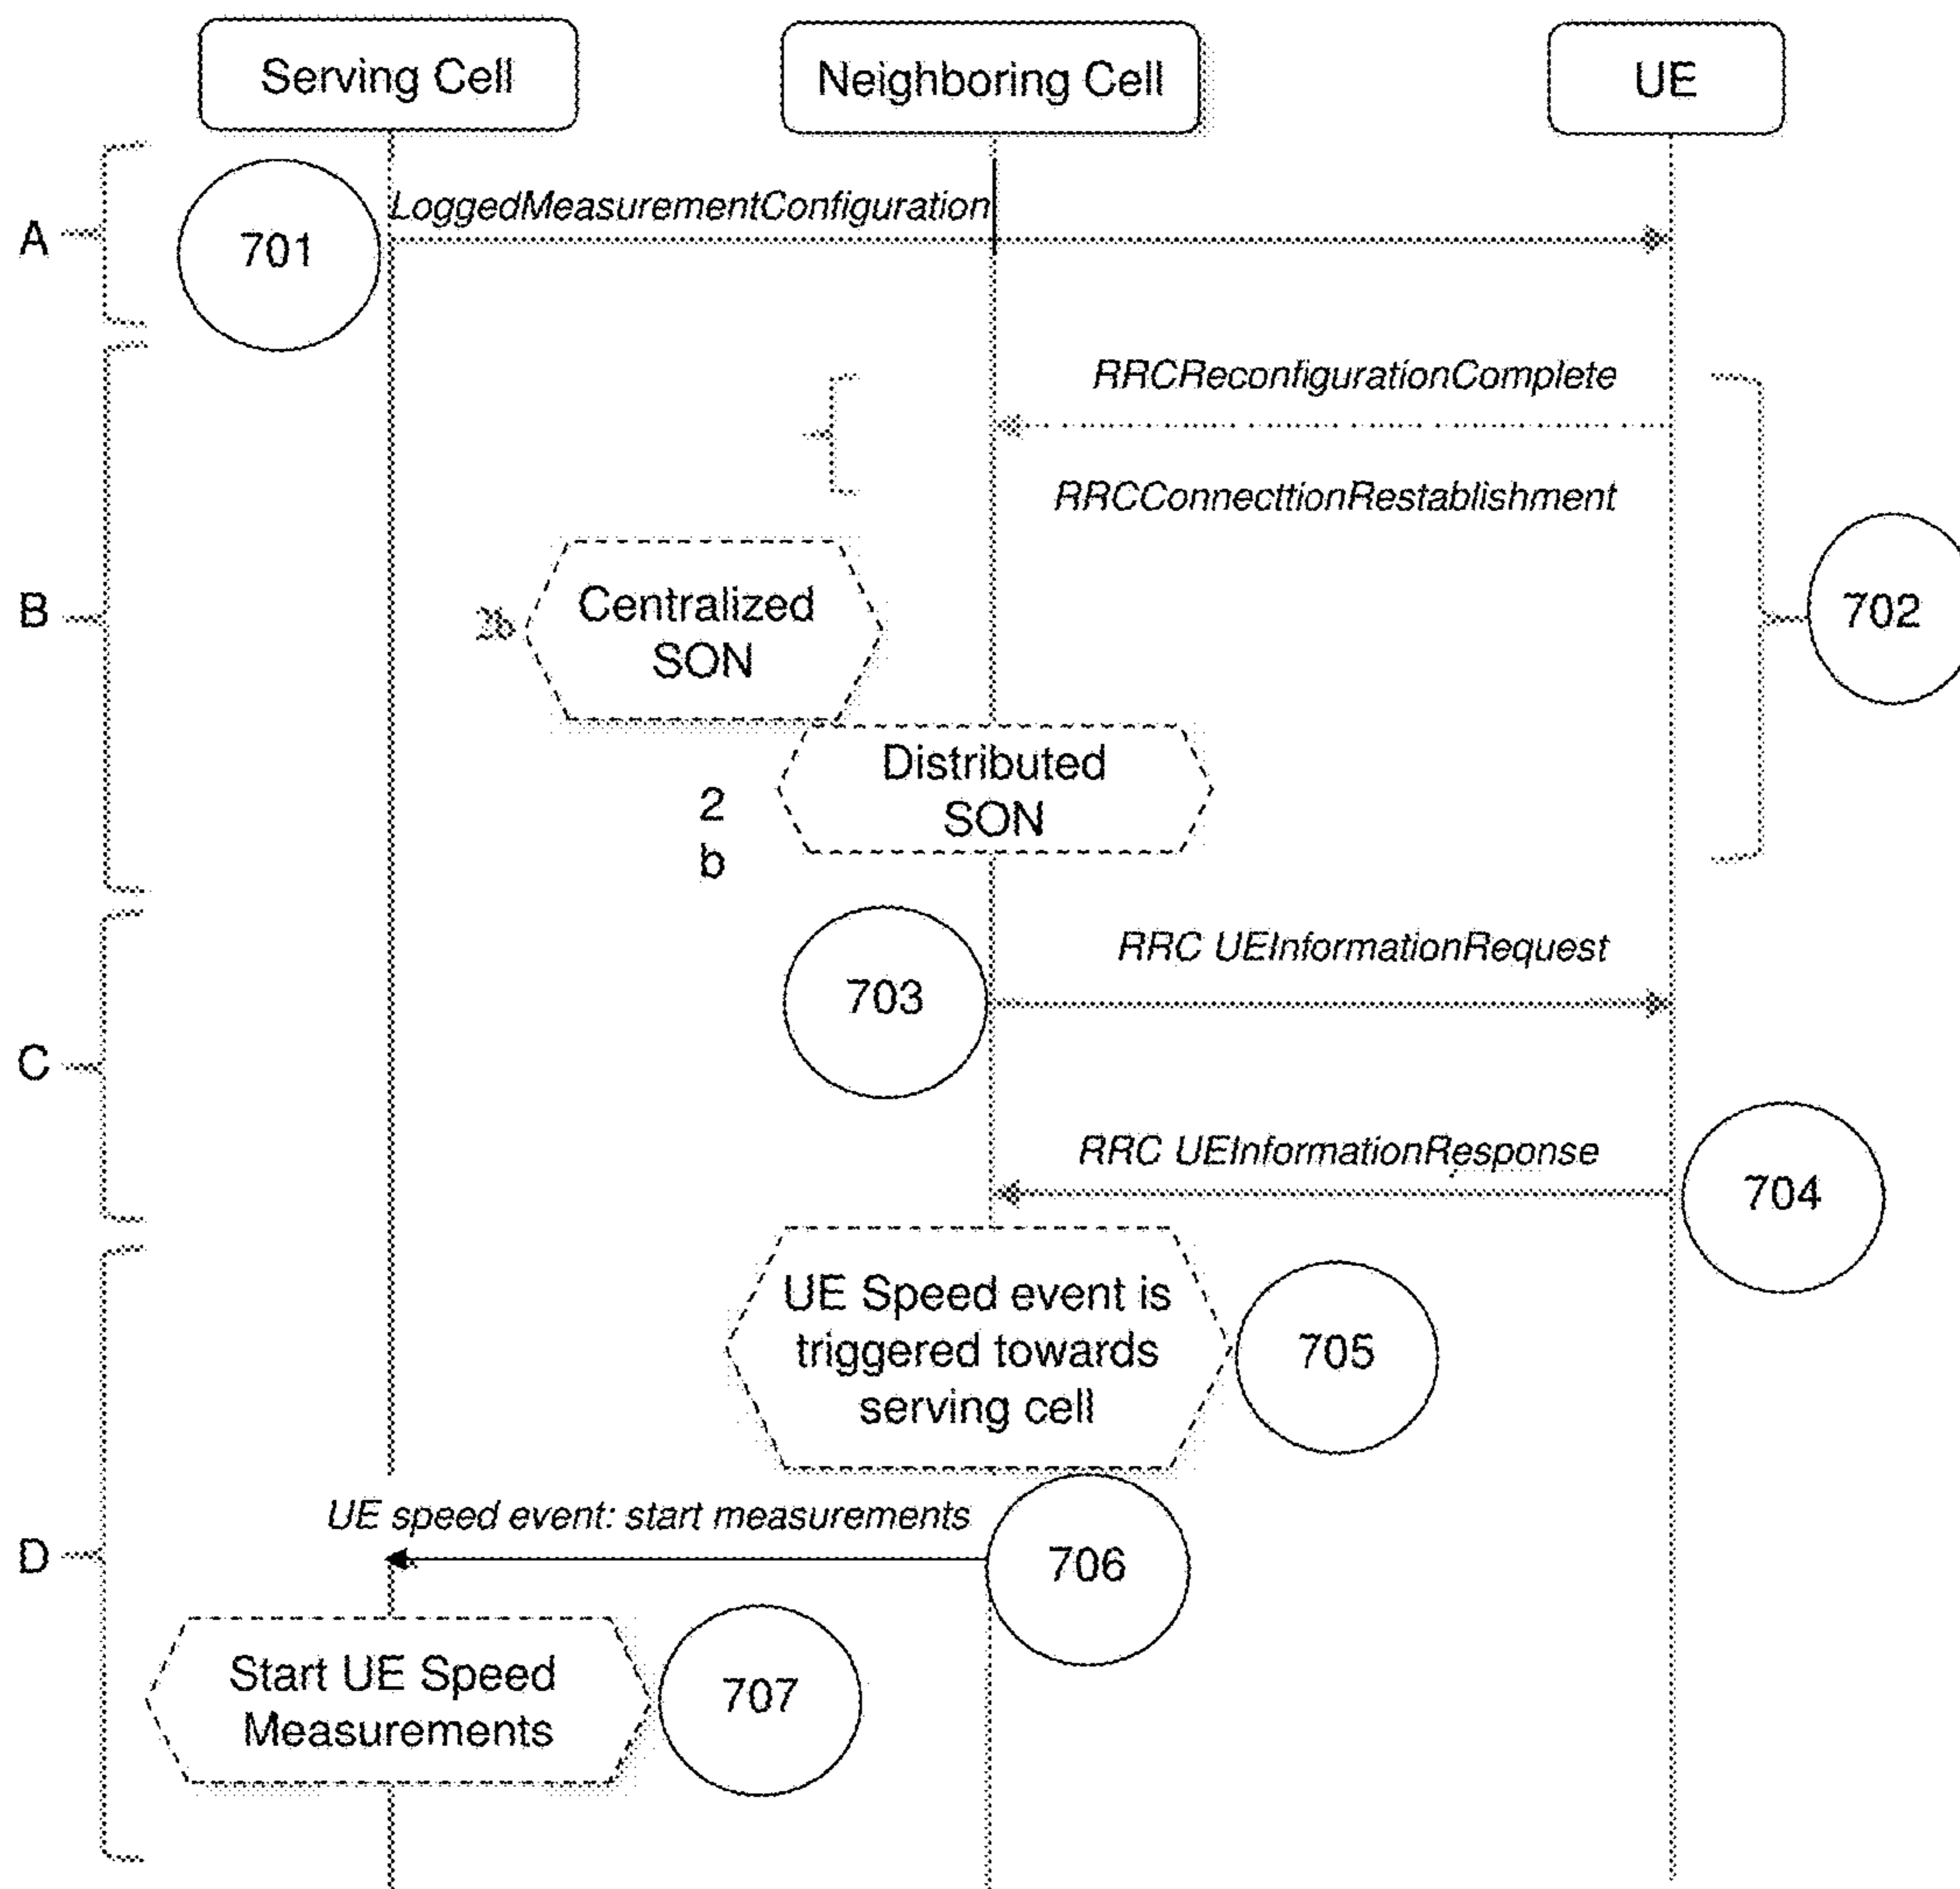 Serving Cell
Neighboring Cell
UE
A
701
LoggedMeasurementConfiguration
RRCReconfigurationComplete
RRCConnecttionRestablishment
B
2b
Centralized
SON
702
Distributed
SON
2
b
703
RRC UEInformationRequest
C
RRC UEInformationResponse
704
UE Speed event is
triggered towards
serving cell
705
UE speed event: start measurements
706
D
Start UE Speed
Measurements
707